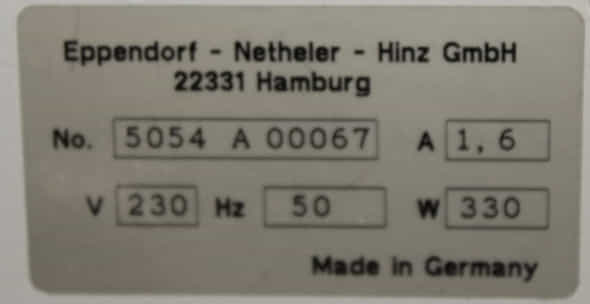 Eppendorf - Netheler - Hinz GmbH
22331 Hamburg
No. 5054 A 00067 A 1, 6
V 230 Hz 50 W 330
Made in Germany